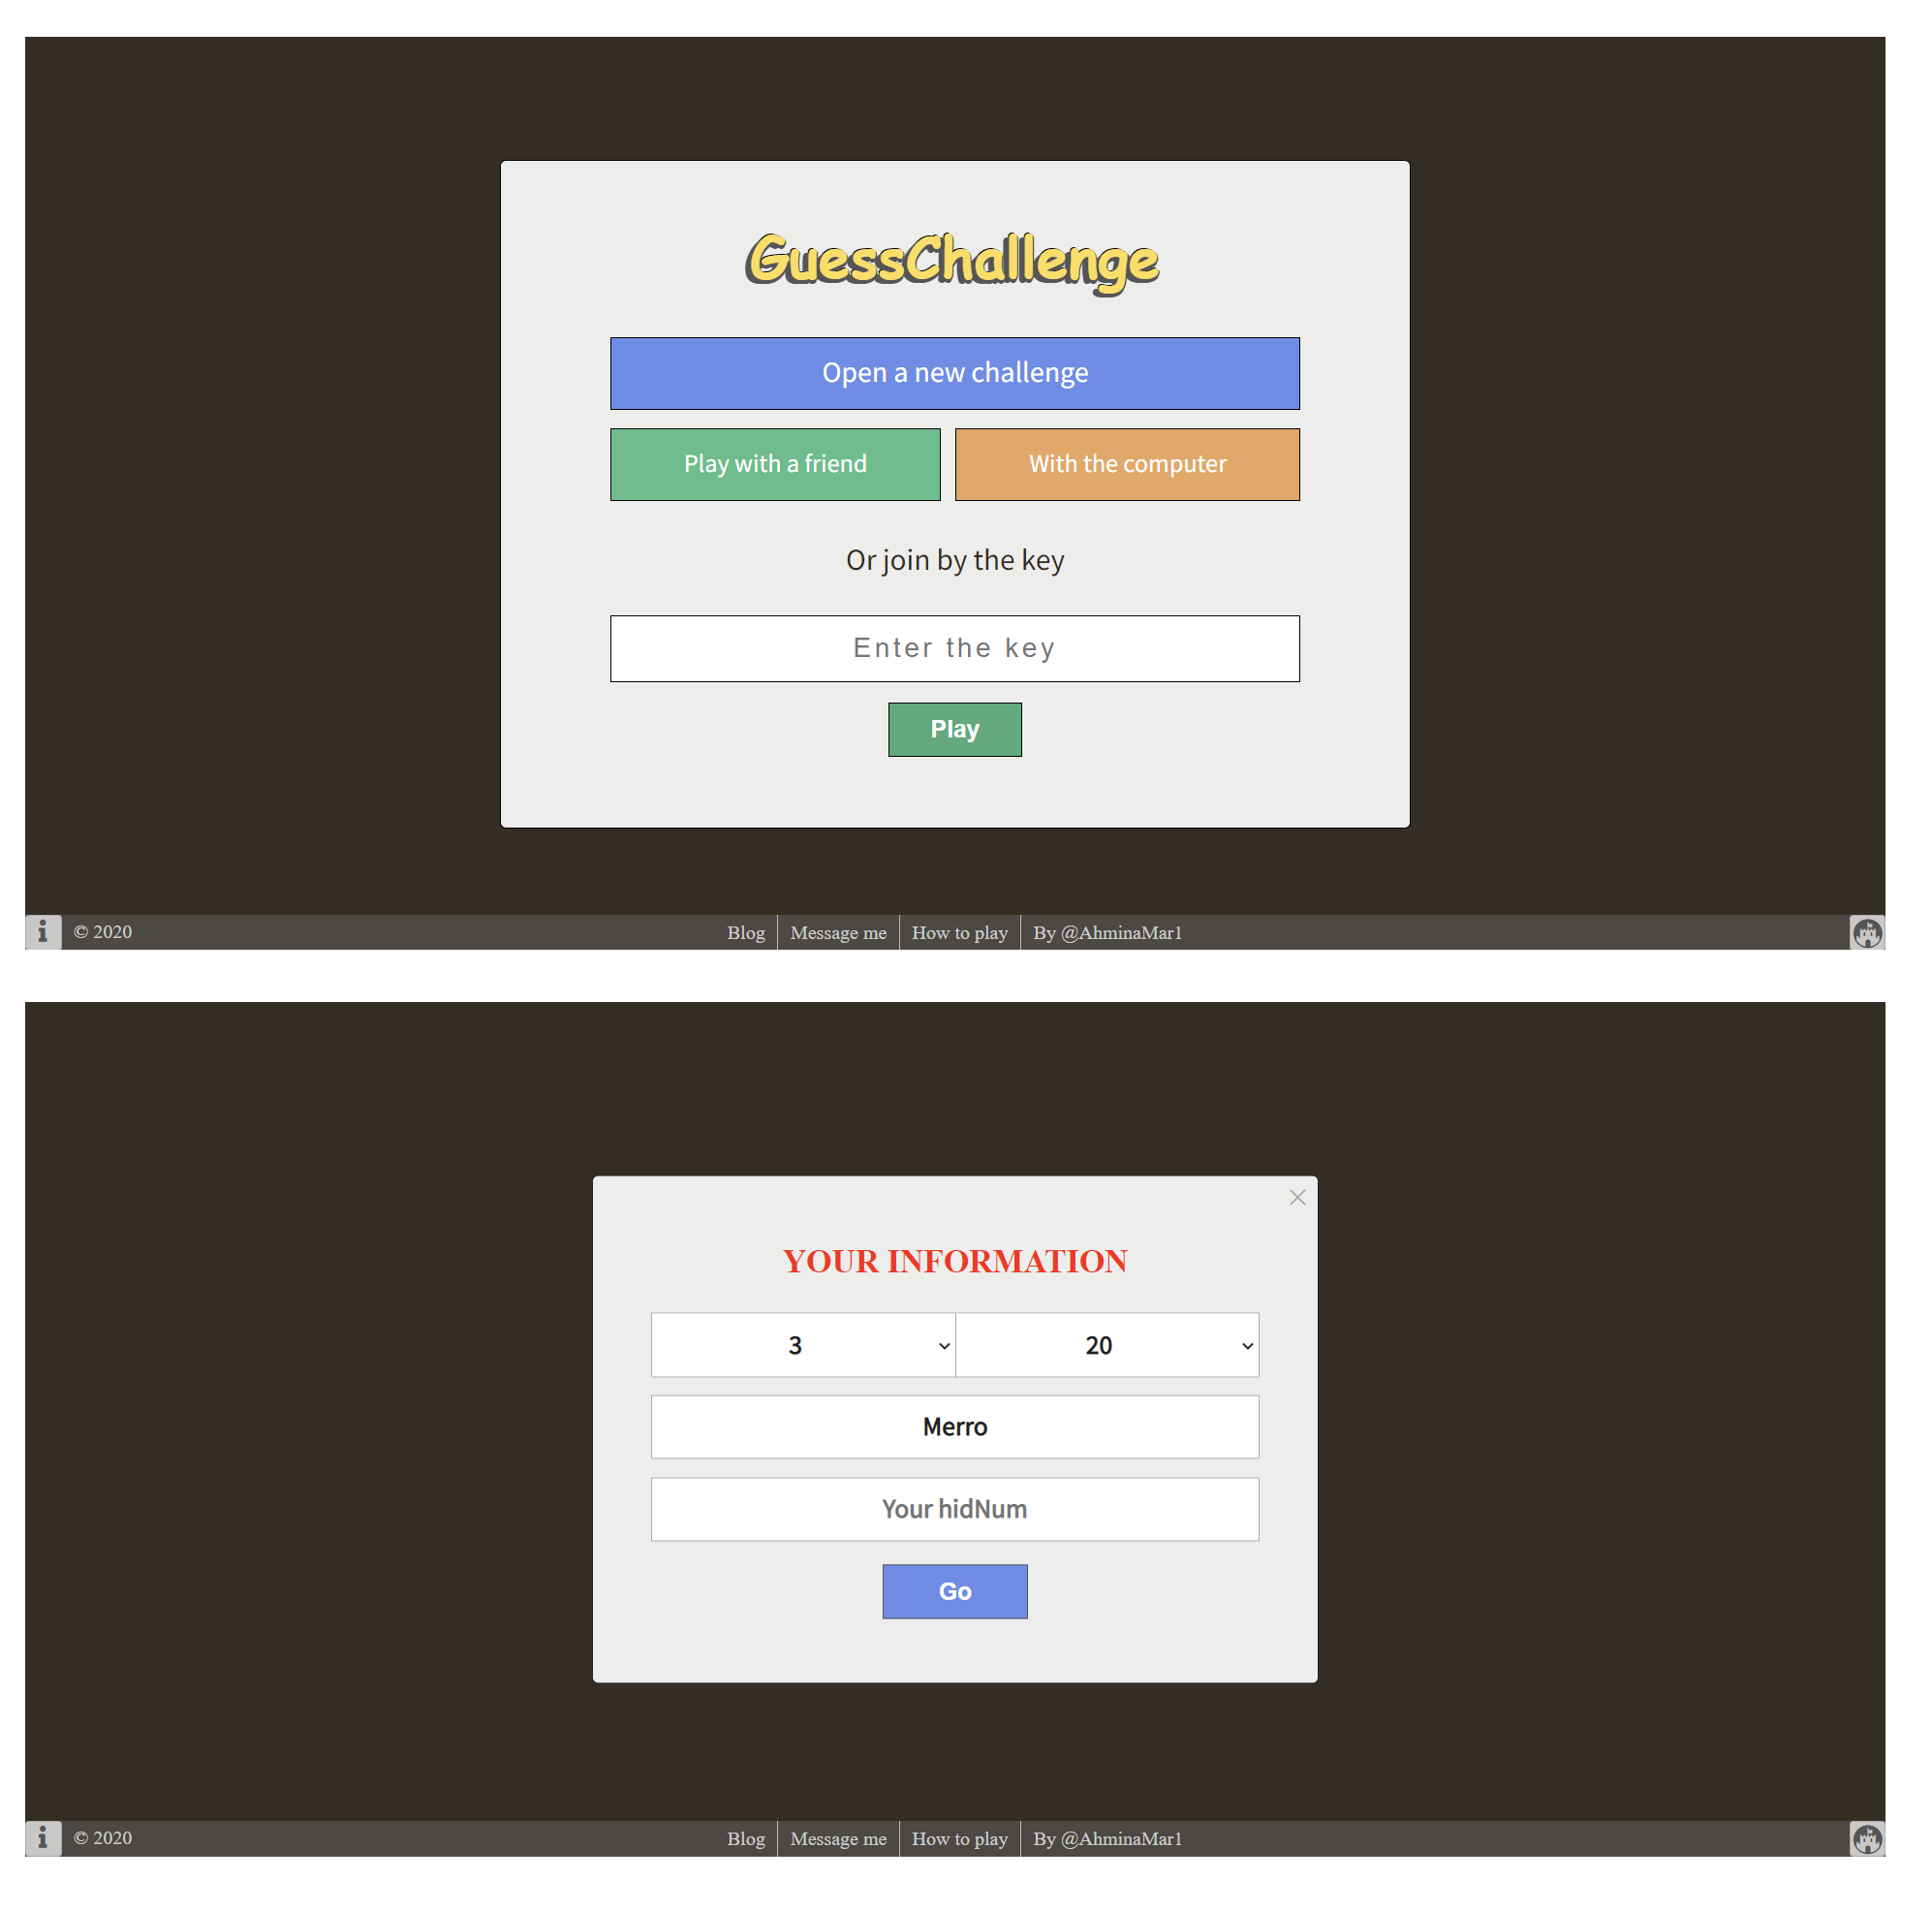 GuessChallenge
Open a new challenge
Play with a friend
With the computer
Or join by the key
Enter the key
Play
© 2020
Blog
Message me
How to play
By @AhminaMar1
YOUR INFORMATION
3
20
Merro
Your hidNum
Go
© 2020
Blog
Message me
How to play
By @AhminaMar1